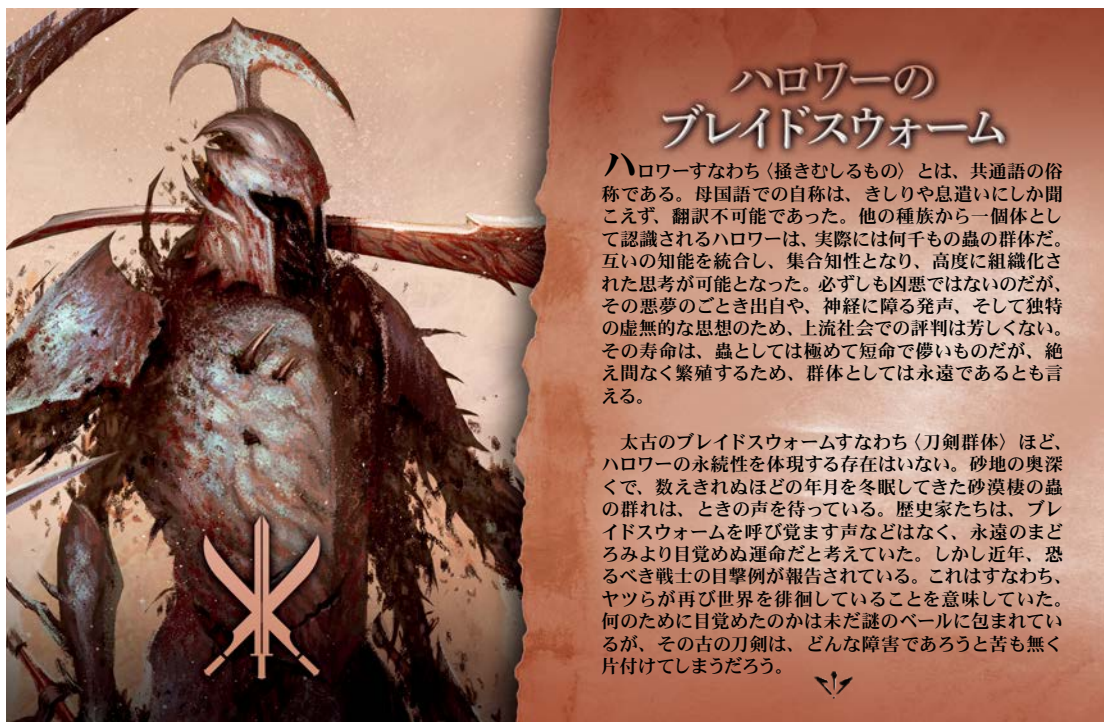 ハロワーの
ブレイドスウォーム
ハロワーすなわち〈掻きむしるもの〉とは、共通語の俗
称である。母国語での自称は、きしりや息遣いにしか聞
こえず、翻訳不可能であった。他の種族から一個体とし
て認識されるハロワーは、実際には何千もの蟲の群体だ。
互いの知能を統合し、集合知性となり、高度に組織化さ
れた思考が可能となった。必ずしも凶悪ではないのだが、
その悪夢のごとき出自や、神経に障る発声、そして独特
の虚無的な思想のため、上流社会での評判は芳しくない。
その寿命は、蟲としては極めて短命で儚いものだが、絶
え間なく繁殖するため、群体としては永遠であるとも言
える。
太古のブレイドスウォームすなわち〈刀剣群体〉ほど、
ハロワーの永続性を体現する存在はいない。砂地の奥深
くで、数えきれぬほどの年月を冬眠してきた砂漠棲の蟲
の群れは、ときの声を待っている。歴史家たちは、ブレ
イドスウォームを呼び覚ます声などはなく、永遠のまど
ろみより目覚めぬ運命だと考えていた。しかし近年、恐
るべき戦士の目撃例が報告されている。これはすなわち、
ヤツらが再び世界を徘徊していることを意味していた。
何のために目覚めたのかは未だ謎のベールに包まれてい
るが、その古の刀剣は、どんな障害であろうと苦も無く
片付けてしまうだろう。